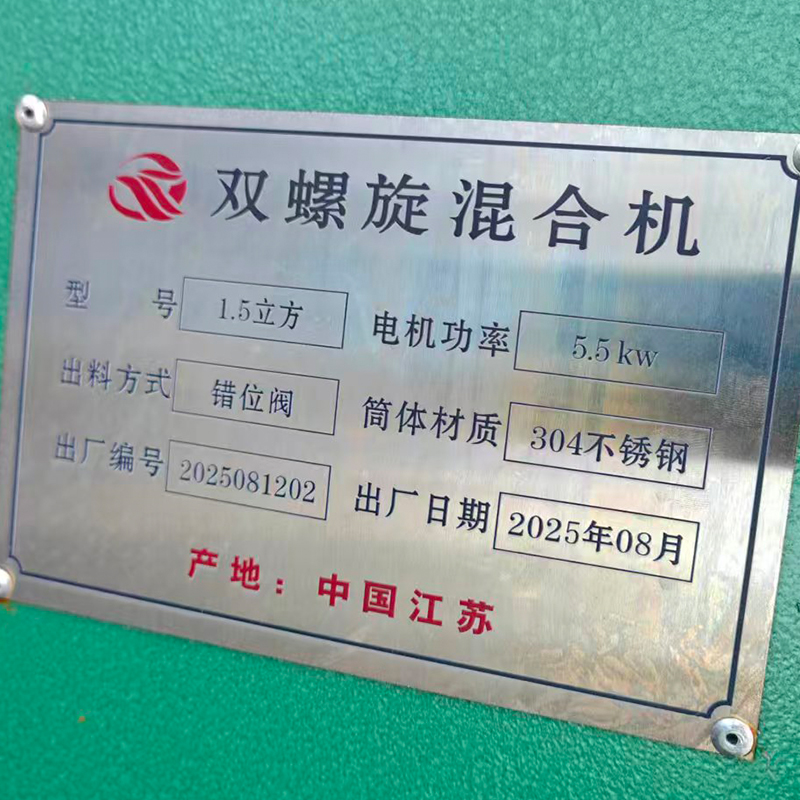 双螺旋混合机
型号 1.5立方 电机功率 5.5kw
出料方式 错位阀 筒体材质 304不锈钢
出厂编号 2025081202 出厂日期 2025年08月
产地：中国江苏